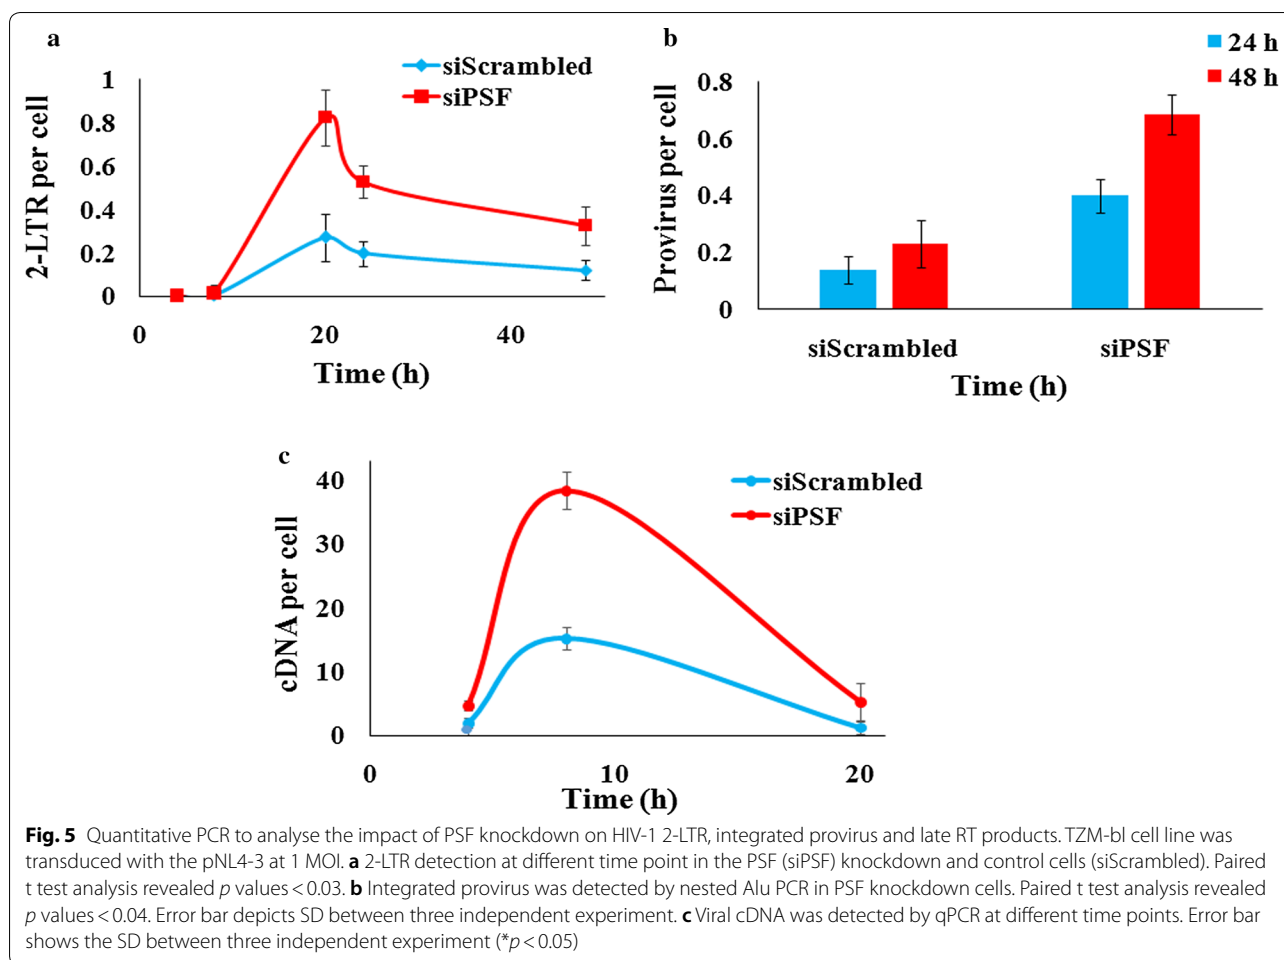 a
siScrambled
siPSF
2-LTR per cell
1
0.8
0.6
0.4
0.2
0
0 20 40
Time (h)
b
24 h
48 h
Provirus per cell
0.8
0.6
0.4
0.2
0
siScrambled siPSF
Time (h)
c
siScrambled
siPSF
cDNA per cell
40
30
20
10
0
0 10 20
Time (h)
Fig. 5 Quantitative PCR to analyse the impact of PSF knockdown on HIV-1 2-LTR, integrated provirus and late RT products. TZM-bl cell line was
transduced with the pNL4-3 at 1 MOI. a 2-LTR detection at different time point in the PSF (siPSF) knockdown and control cells (siScrambled). Paired
t test analysis revealed p values < 0.03. b Integrated provirus was detected by nested Alu PCR in PSF knockdown cells. Paired t test analysis revealed
p values < 0.04. Error bar depicts SD between three independent experiment. c Viral cDNA was detected by qPCR at different time points. Error bar
shows the SD between three independent experiment (*p < 0.05)